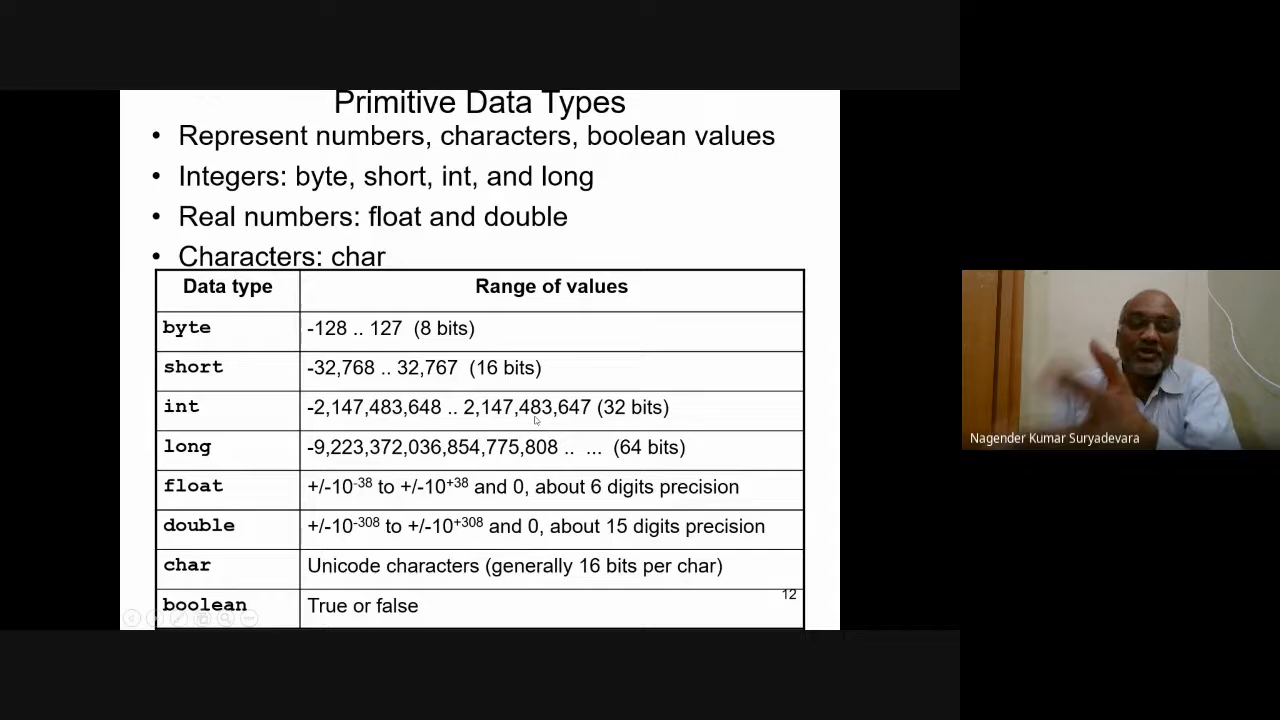 Primitive Data Types
• Represent numbers, characters, boolean values
• Integers: byte, short, int, and long
• Real numbers: float and double
• Characters: char
Data type Range of values
byte -128 .. 127 (8 bits)
short -32,768 .. 32,767 (16 bits)
int -2,147,483,648 .. 2,147,483,647 (32 bits)
long -9,223,372,036,854,775,808 .. ... (64 bits)
float +/-10-38 to +/-10+38 and 0, about 6 digits precision
double +/-10-308 to +/-10+308 and 0, about 15 digits precision
char Unicode characters (generally 16 bits per char)
boolean True or false
12
Nagender Kumar Suryadevara